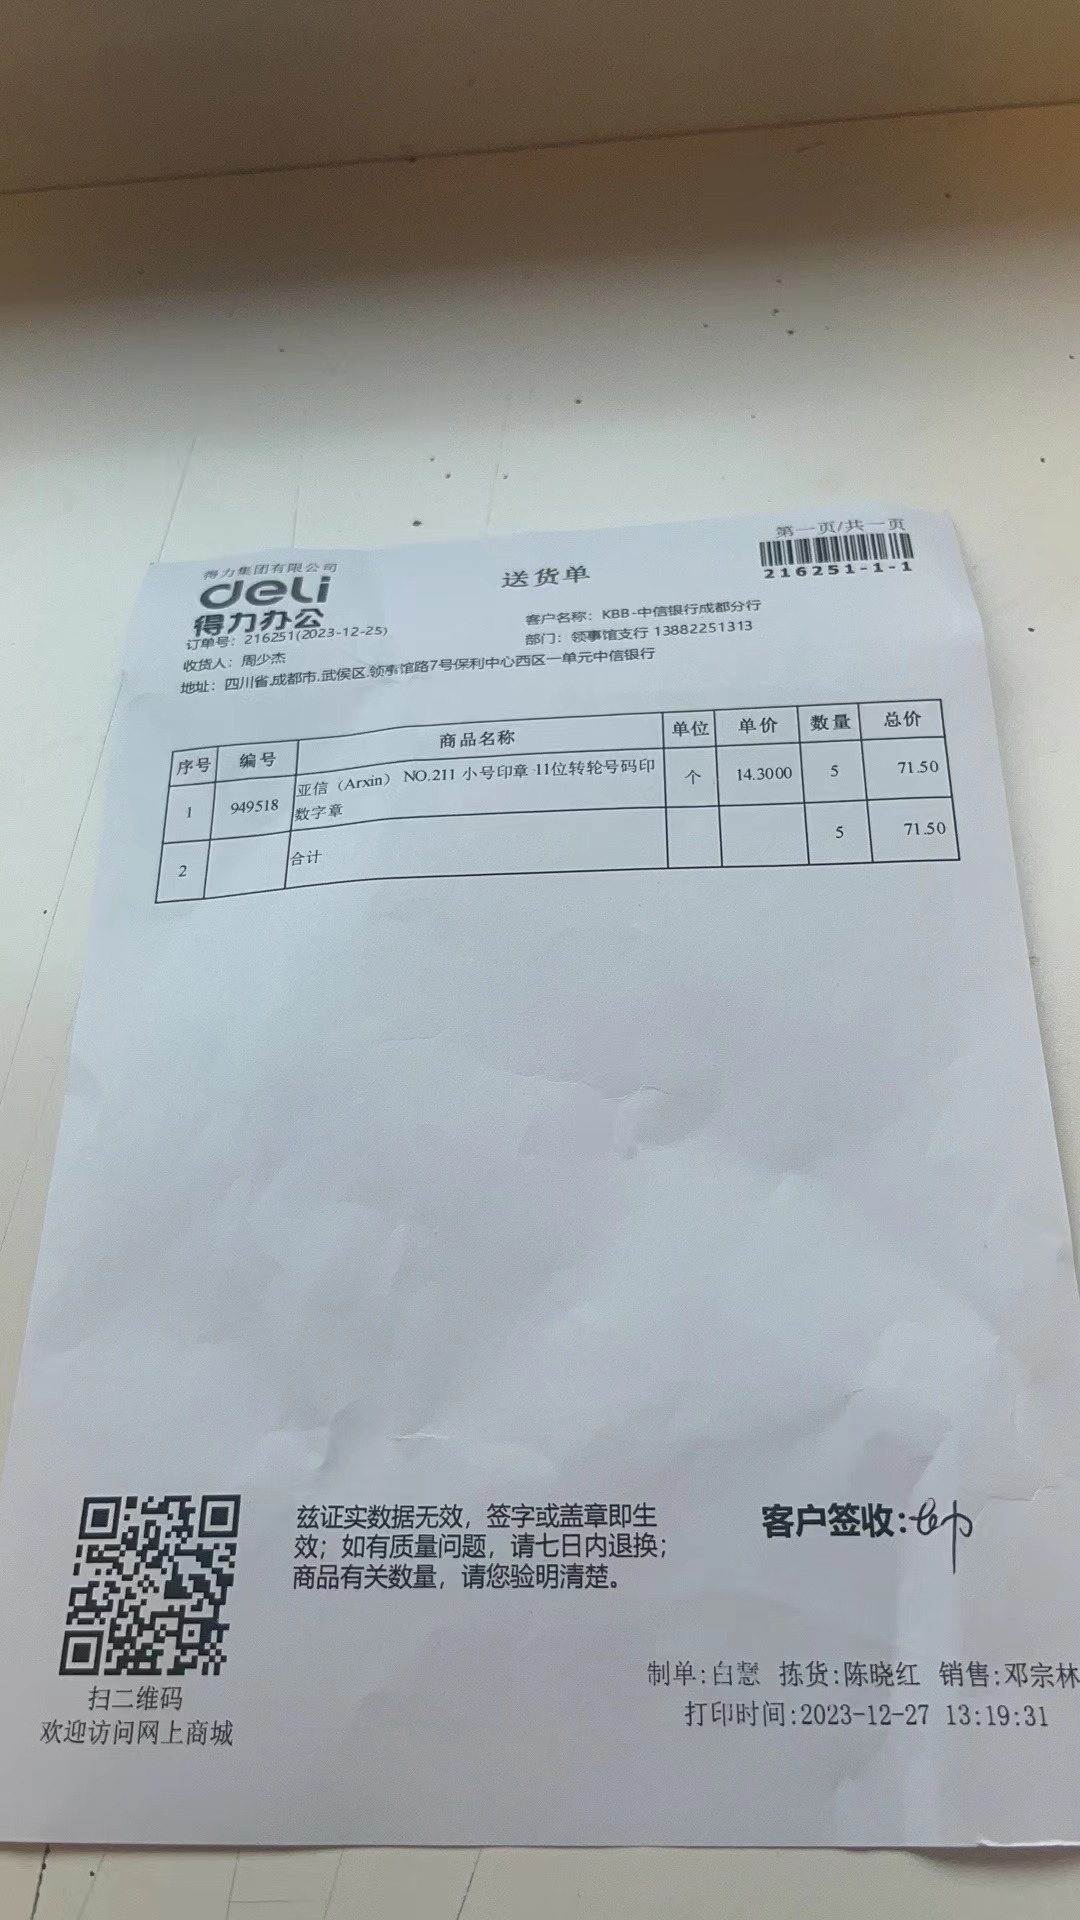 第一页/共一页
216251-1-1
得力集团有限公司
deli
得力办公
送货单
订单号：216251(2023-12-25)
客户名称：KBB-中信银行成都分行
收货人：周少杰
部门：领事馆支行 13882251313
地址：四川省.成都市.武侯区.领事馆路7号保利中心西区一单元中信银行
序号 编号 商品名称 单位 单价 数量 总价
1 949518 亚信（Arxin） NO.211 小号印章 11位转轮号码印 个 14.3000 5 71.50
数字章
2 合计 5 71.50
兹证实数据无效，签字或盖章即生
效；如有质量问题，请七日内退换；
商品有关数量，请您验明清楚。
客户签收:
扫二维码
欢迎访问网上商城
制单:白慧 拣货:陈晓红 销售:邓宗林
打印时间:2023-12-27 13:19:31